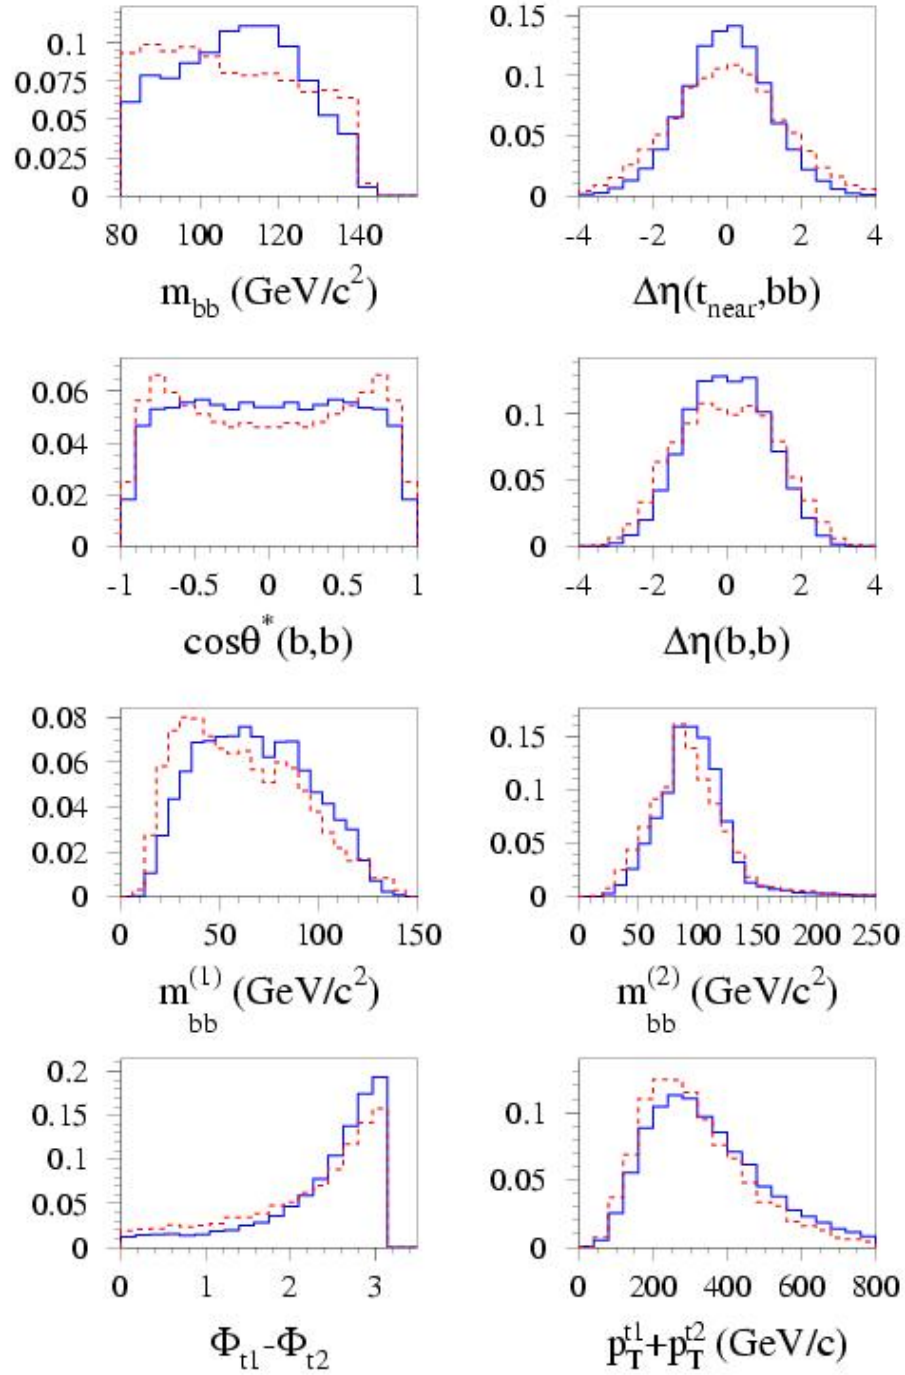 0.1
0.075
0.05
0.025
0
80 100 120 140
m_bb (GeV/c²)
0.15
0.1
0.05
0
-4 -2 0 2 4
Δη(t_near,bb)
0.06
0.04
0.02
0
-1 -0.5 0 0.5 1
cosθ*(b,b)
0.1
0.05
0
-4 -2 0 2 4
Δη(b,b)
0.08
0.06
0.04
0.02
0
0 50 100 150
m_bb^(1) (GeV/c²)
0.15
0.1
0.05
0
0 50 100 150 200 250
m_bb^(2) (GeV/c²)
0.2
0.15
0.1
0.05
0
0 1 2 3
Φ_t1-Φ_t2
0.1
0.05
0
0 200 400 600 800
p_T^t1+p_T^t2 (GeV/c)